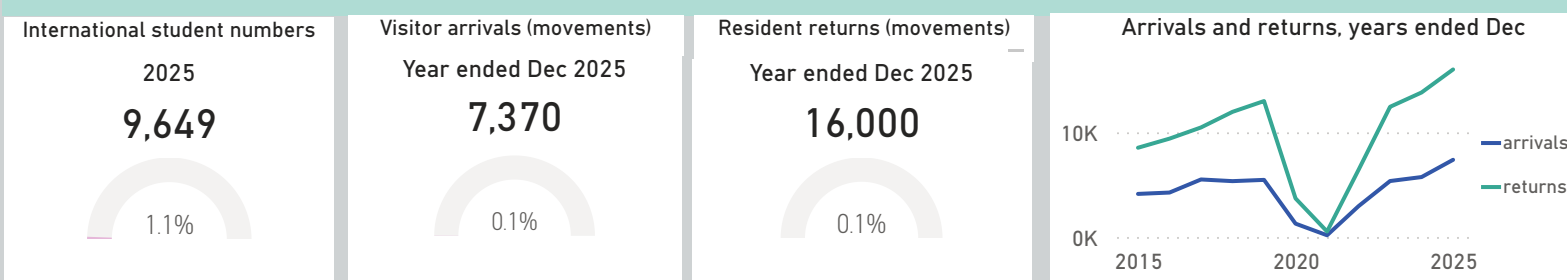 International student numbers
2025
9,649
1.1%
Visitor arrivals (movements)
Year ended Dec 2025
7,370
0.1%
Resident returns (movements)
Year ended Dec 2025
16,000
0.1%
Arrivals and returns, years ended Dec
10K
0K
2015
2020
2025
arrivals
returns